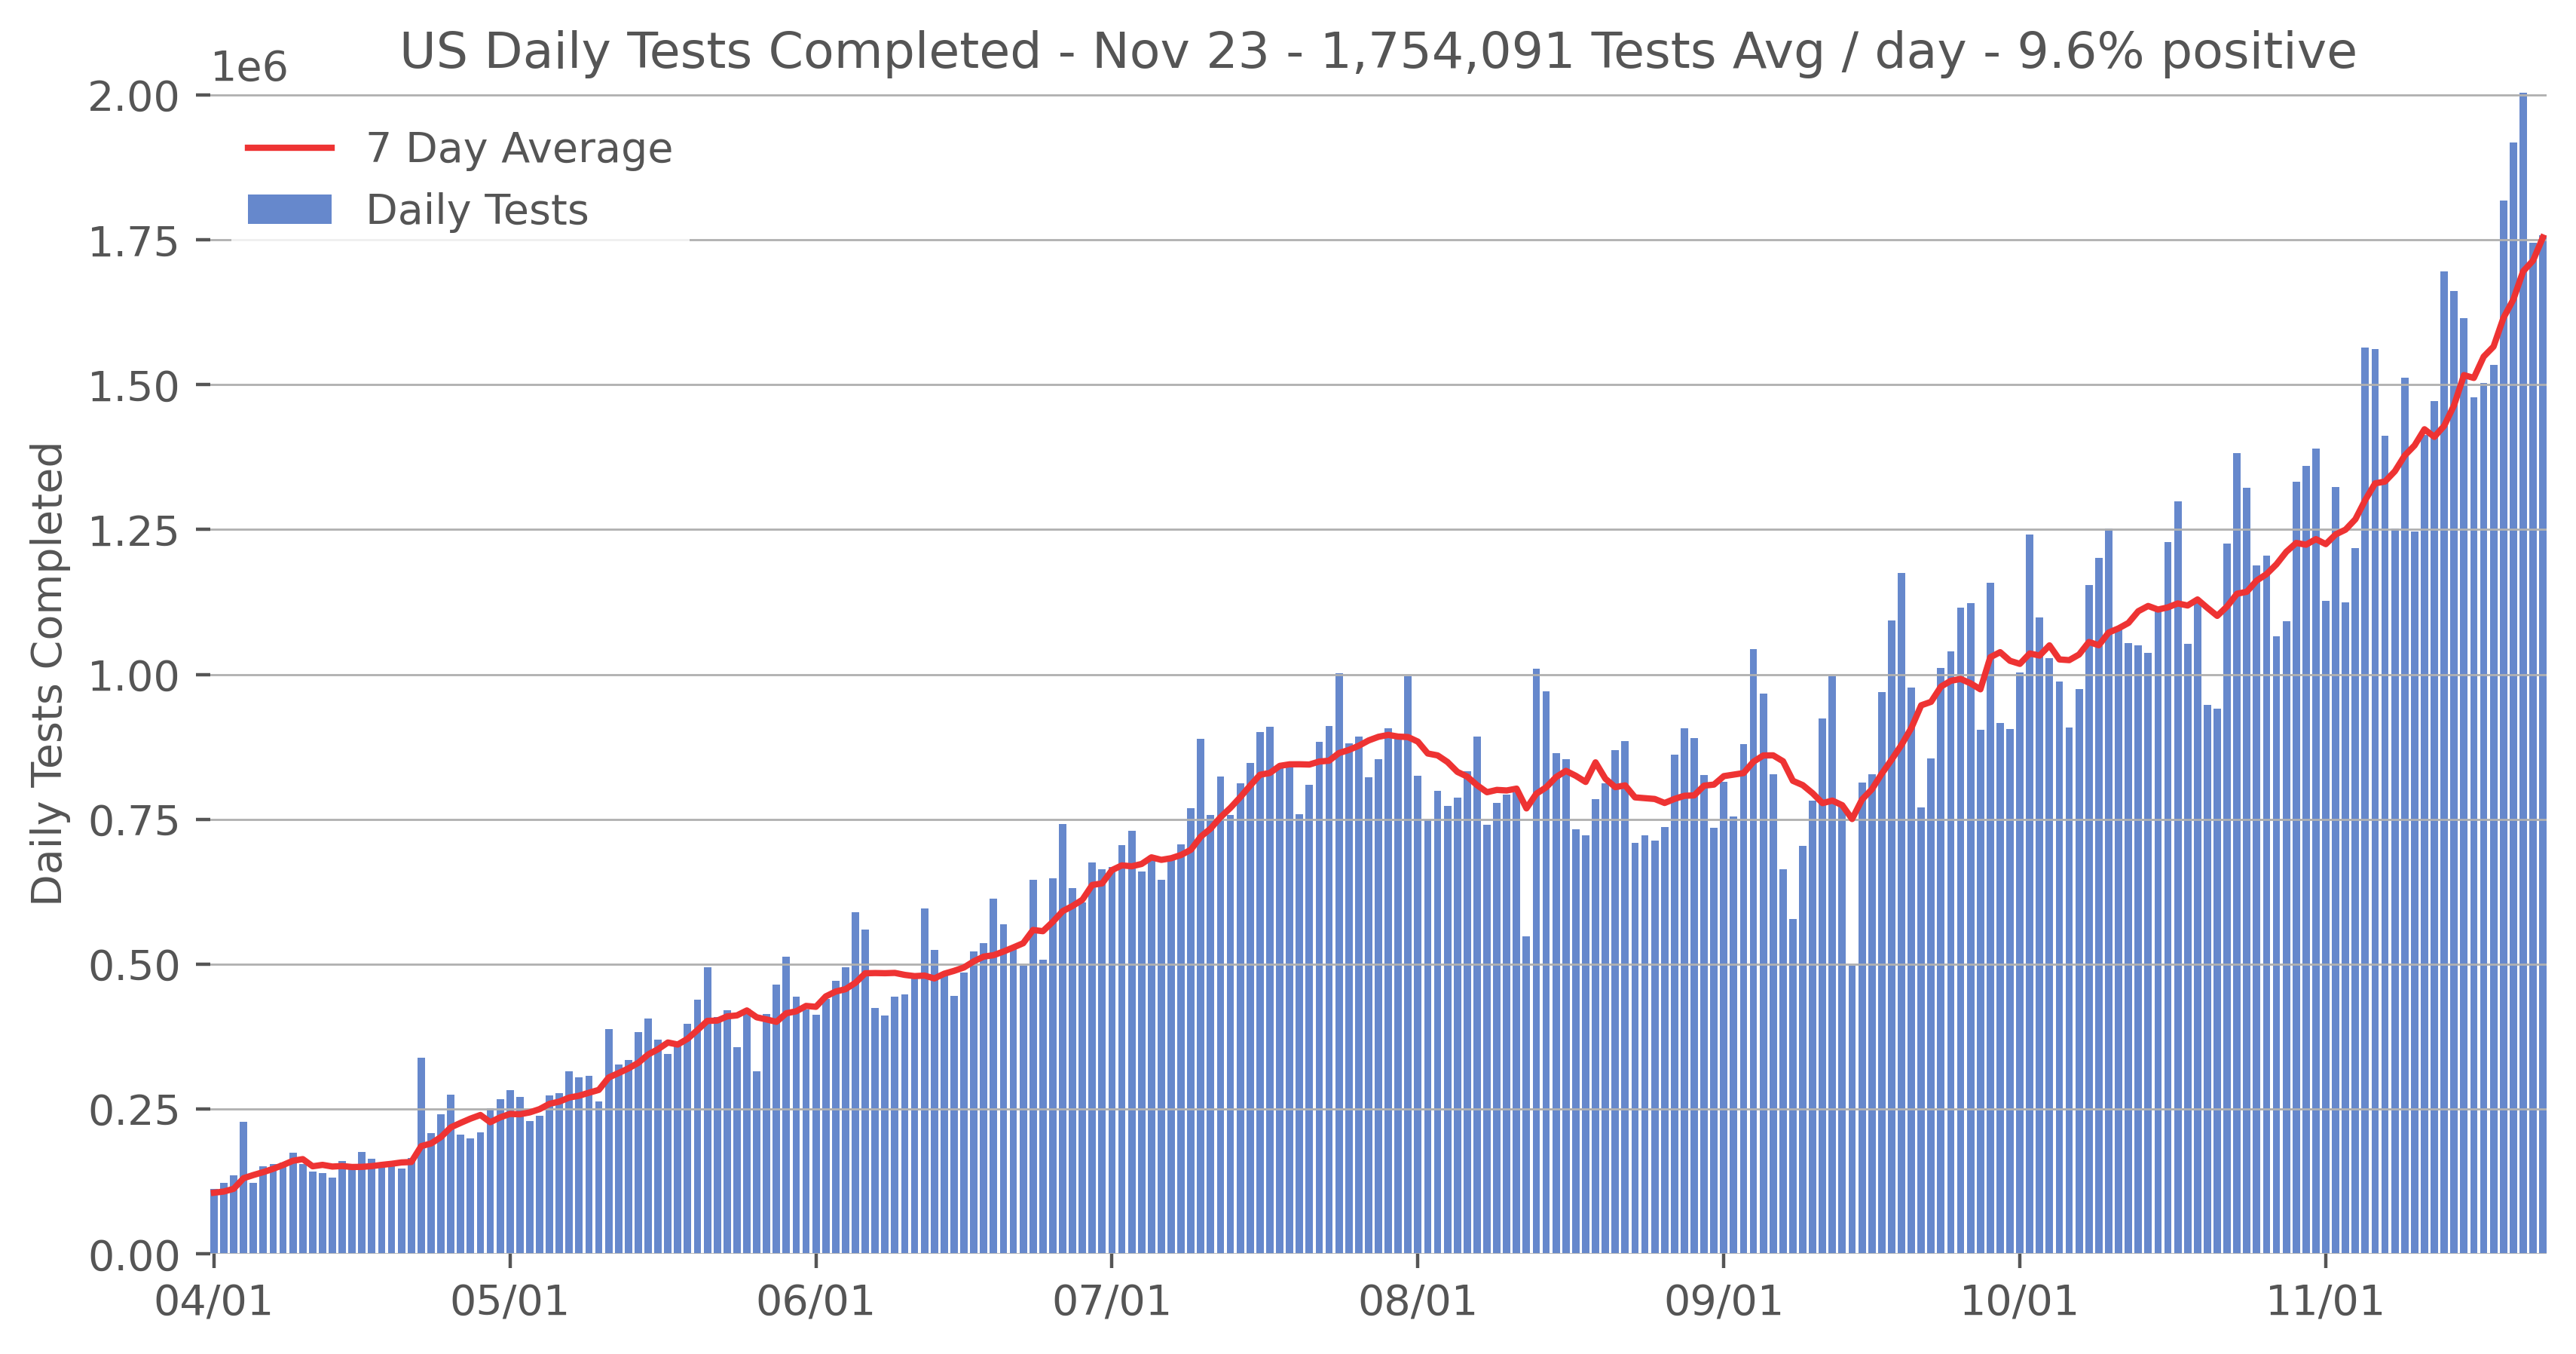 US Daily Tests Completed - Nov 23 - 1,754,091 Tests Avg / day - 9.6% positive
1e6
2.00
7 Day Average
Daily Tests
1.75
1.50
1.25
1.00
0.75
0.50
0.25
0.00
Daily Tests Completed
04/01 05/01 06/01 07/01 08/01 09/01 10/01 11/01